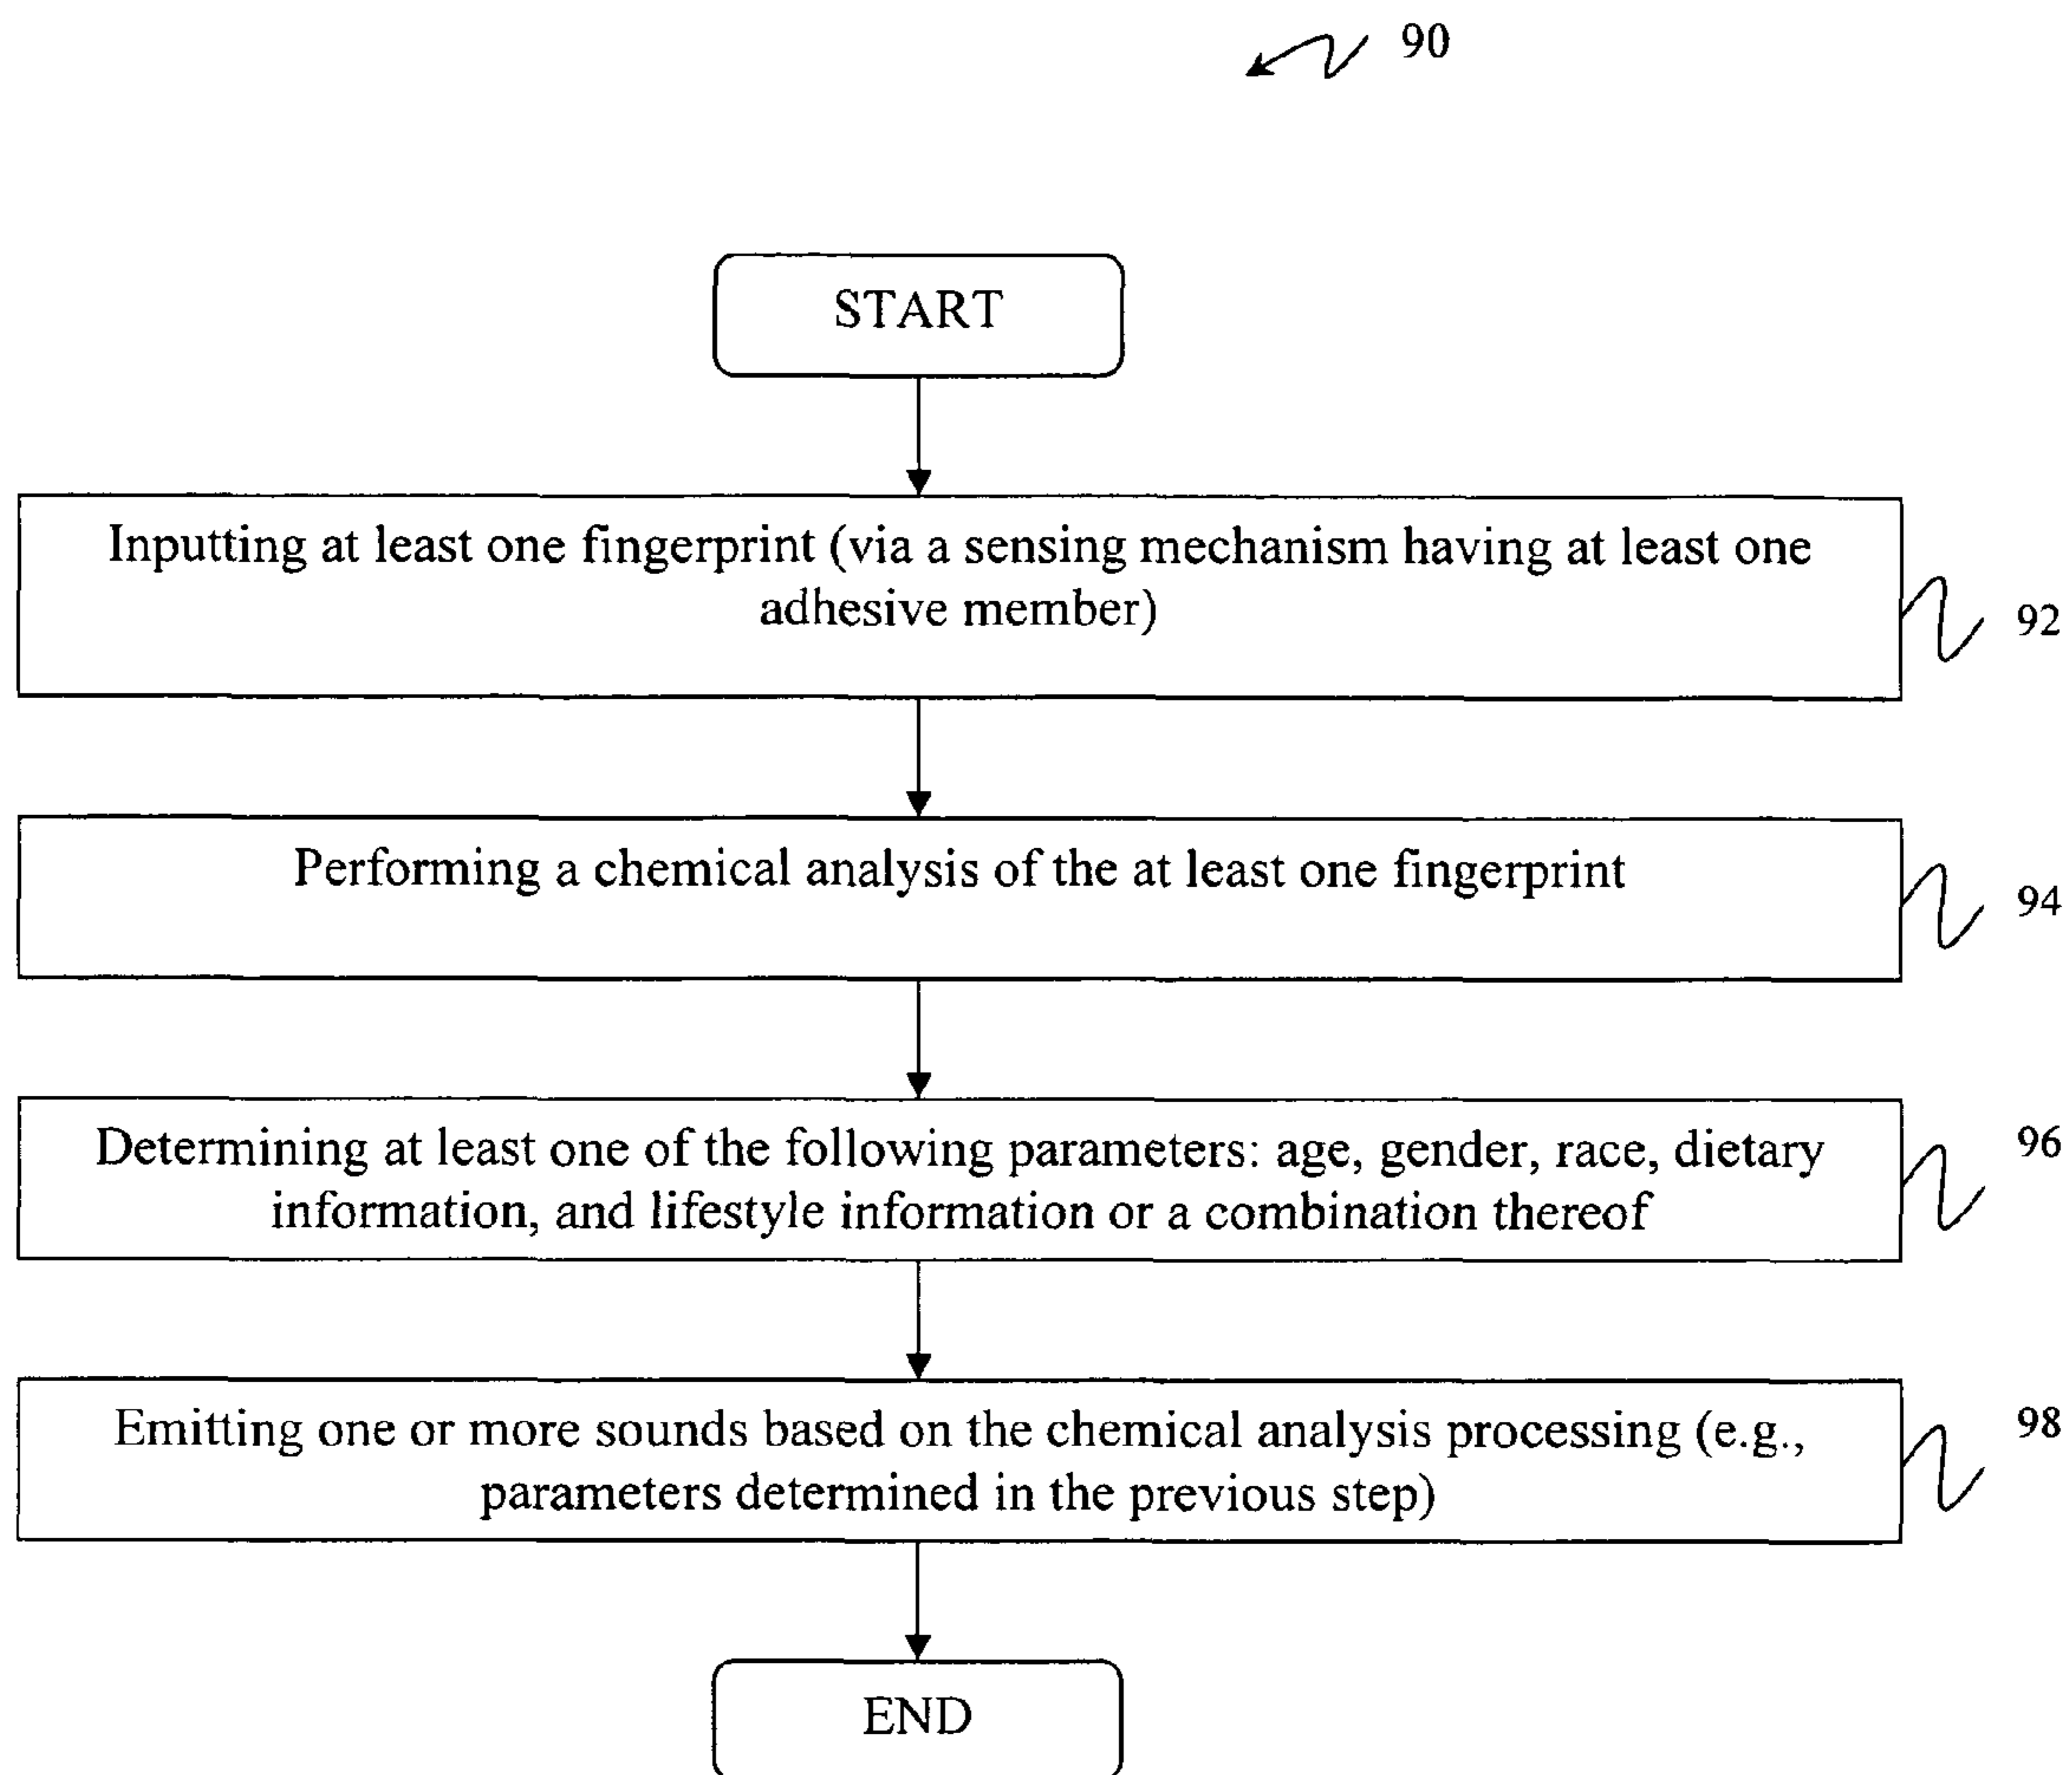 90
START
Inputting at least one fingerprint (via a sensing mechanism having at least one
adhesive member)
92
Performing a chemical analysis of the at least one fingerprint
94
Determining at least one of the following parameters: age, gender, race, dietary
information, and lifestyle information or a combination thereof
96
Emitting one or more sounds based on the chemical analysis processing (e.g.,
parameters determined in the previous step)
98
END